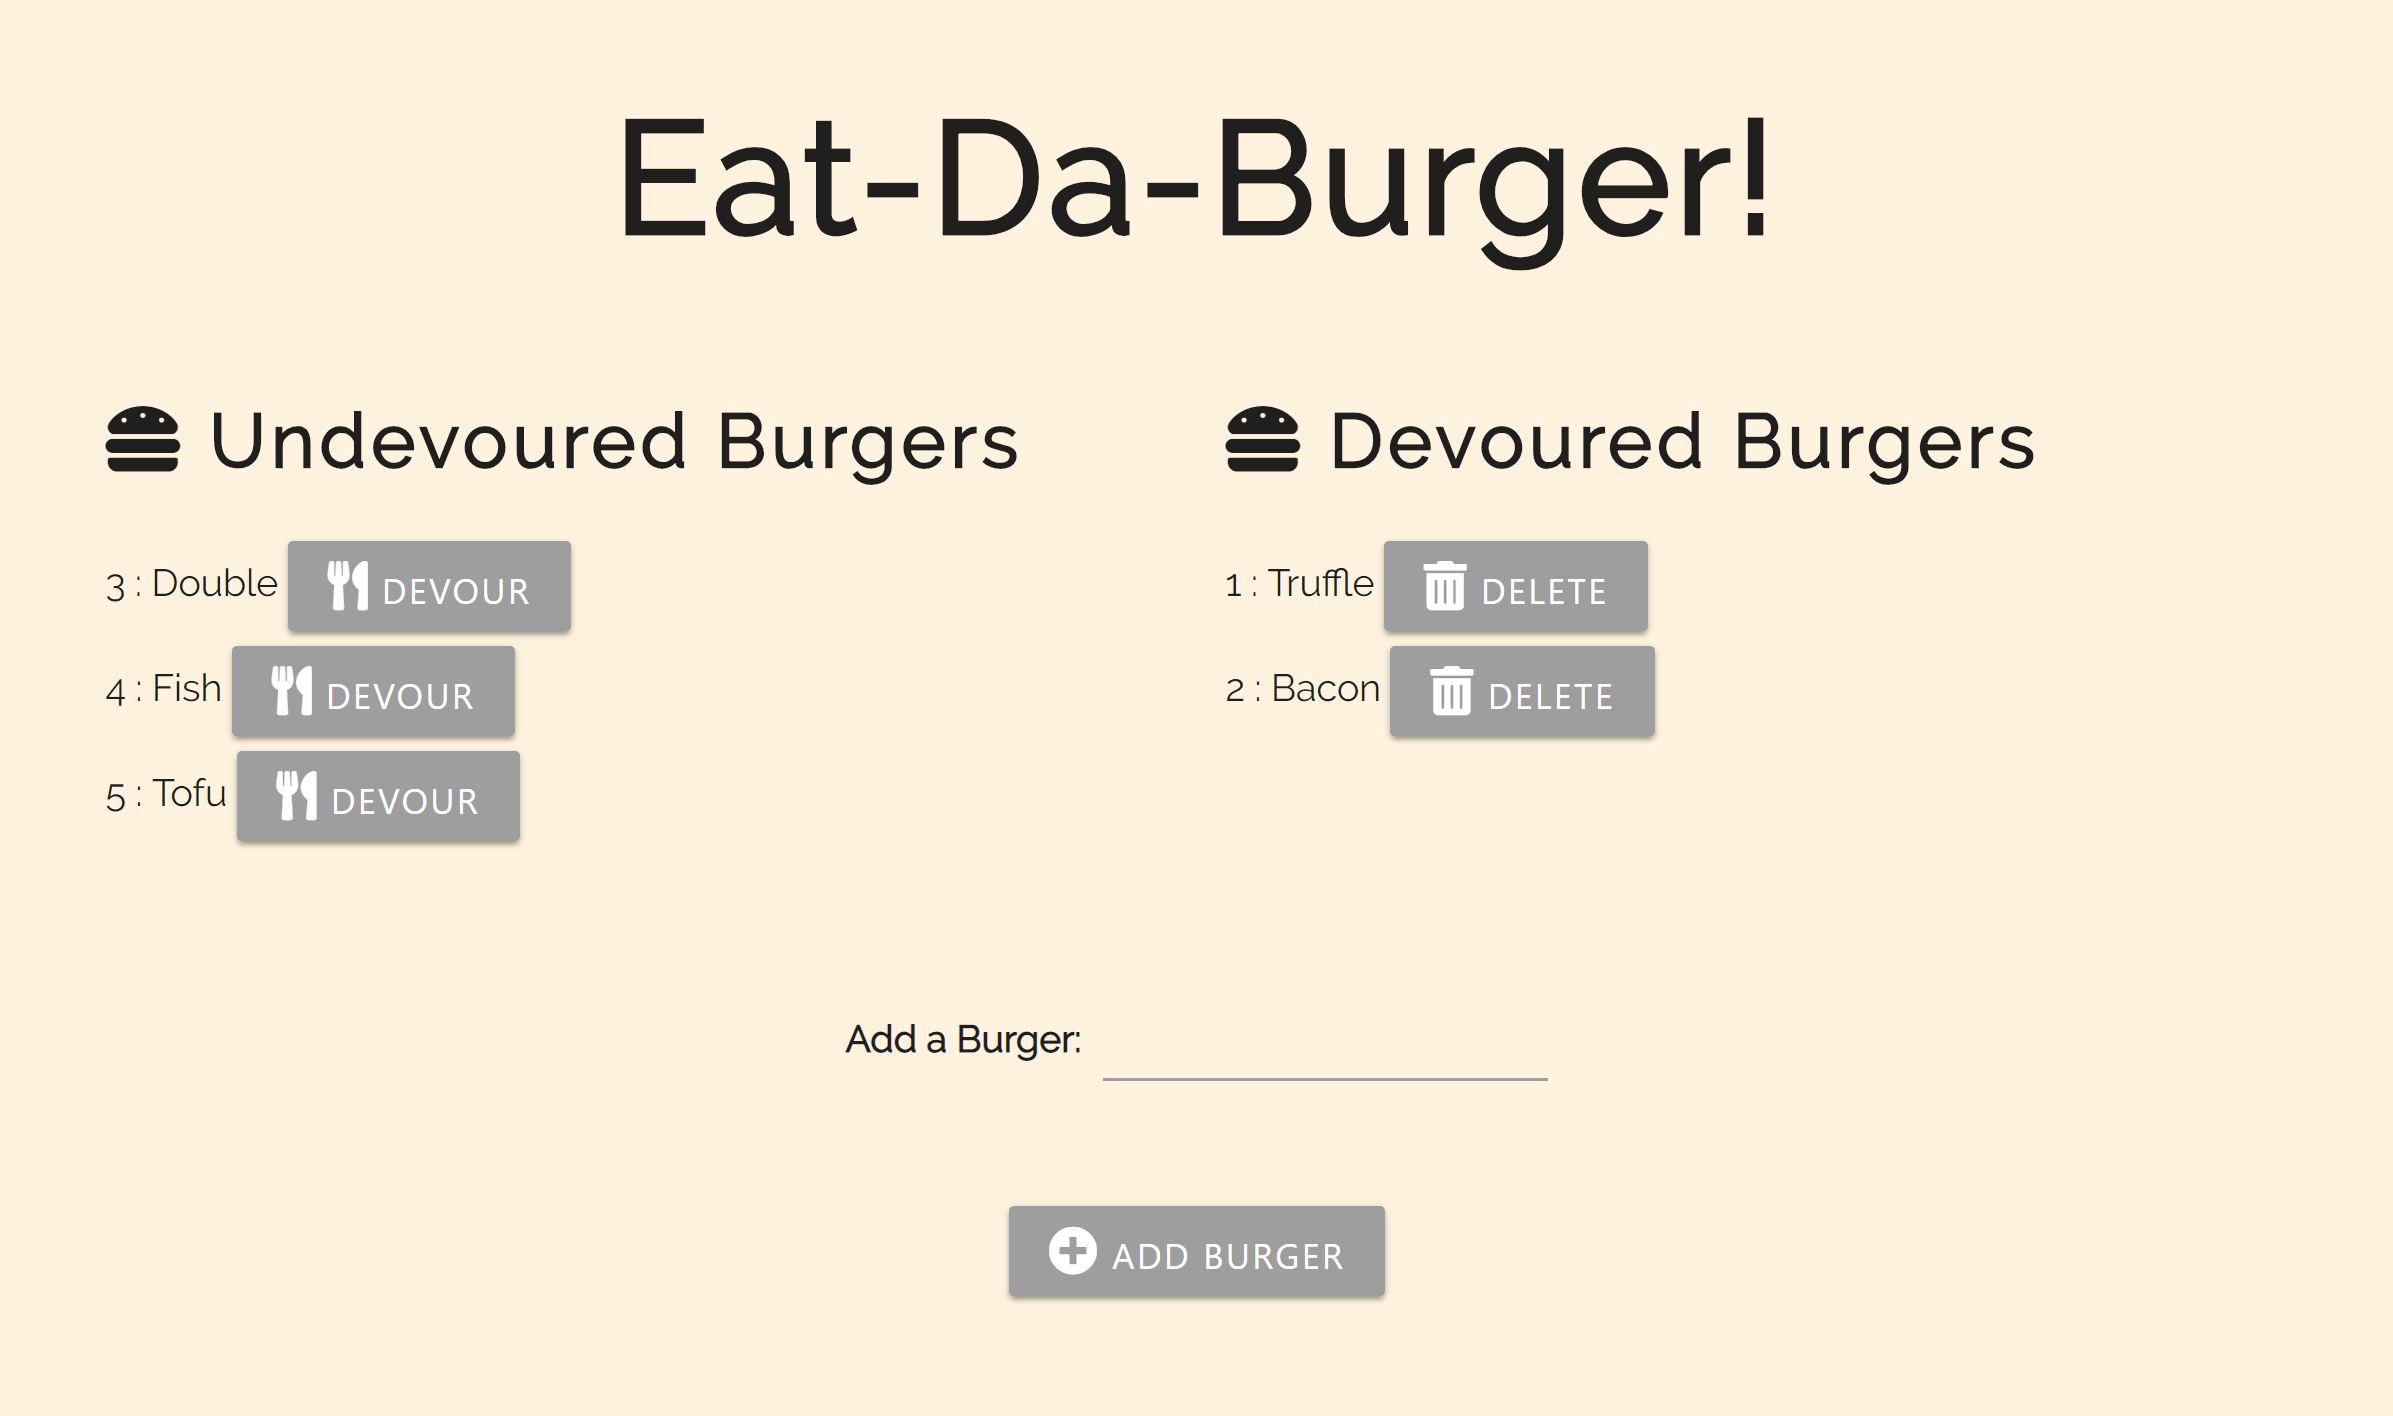 Eat-Da-Burger!
Undevoured Burgers
3 : Double DEVOUR
4 : Fish DEVOUR
5 : Tofu DEVOUR
Devoured Burgers
1 : Truffle DELETE
2 : Bacon DELETE
Add a Burger:
ADD BURGER